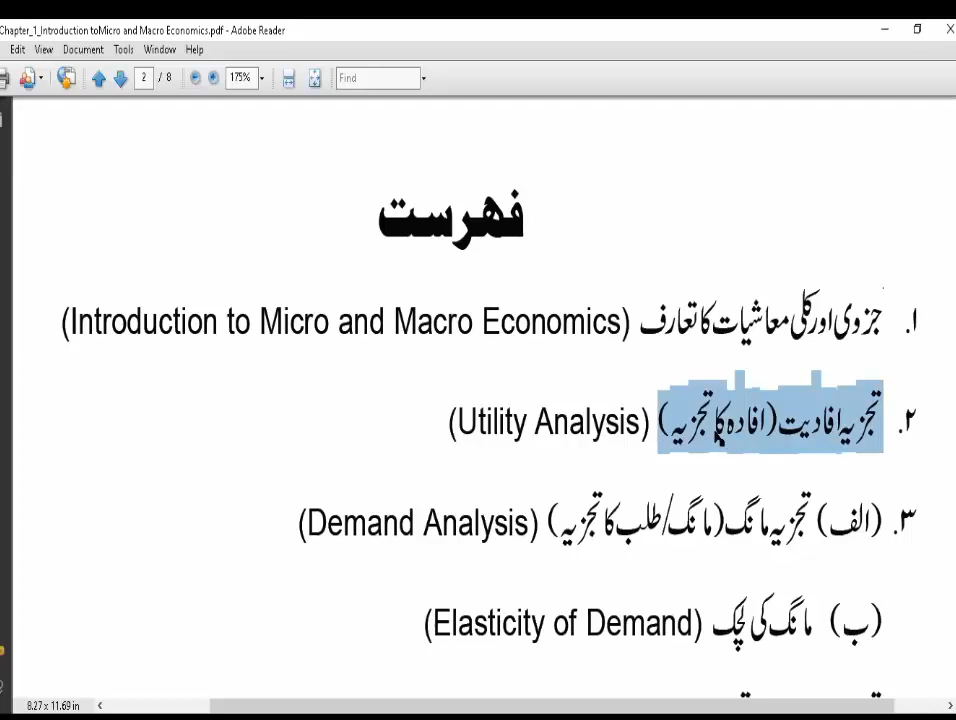 Chapter_1_Introduction toMicro and Macro Economics.pdf - Adobe Reader
Edit View Document Tools Window Help
2 / 8 175% Find
فہرست
۱. جزوی اور کلی معاشیات کا تعارف (Introduction to Micro and Macro Economics)
۲. تجزیہ افادیت (افادہ کا تجزیہ) (Utility Analysis)
۳. (الف) تجزیہ مانگ (مانگ/طلب کا تجزیہ) (Demand Analysis)
(ب) مانگ کی لچک (Elasticity of Demand)
8.27 x 11.69 in